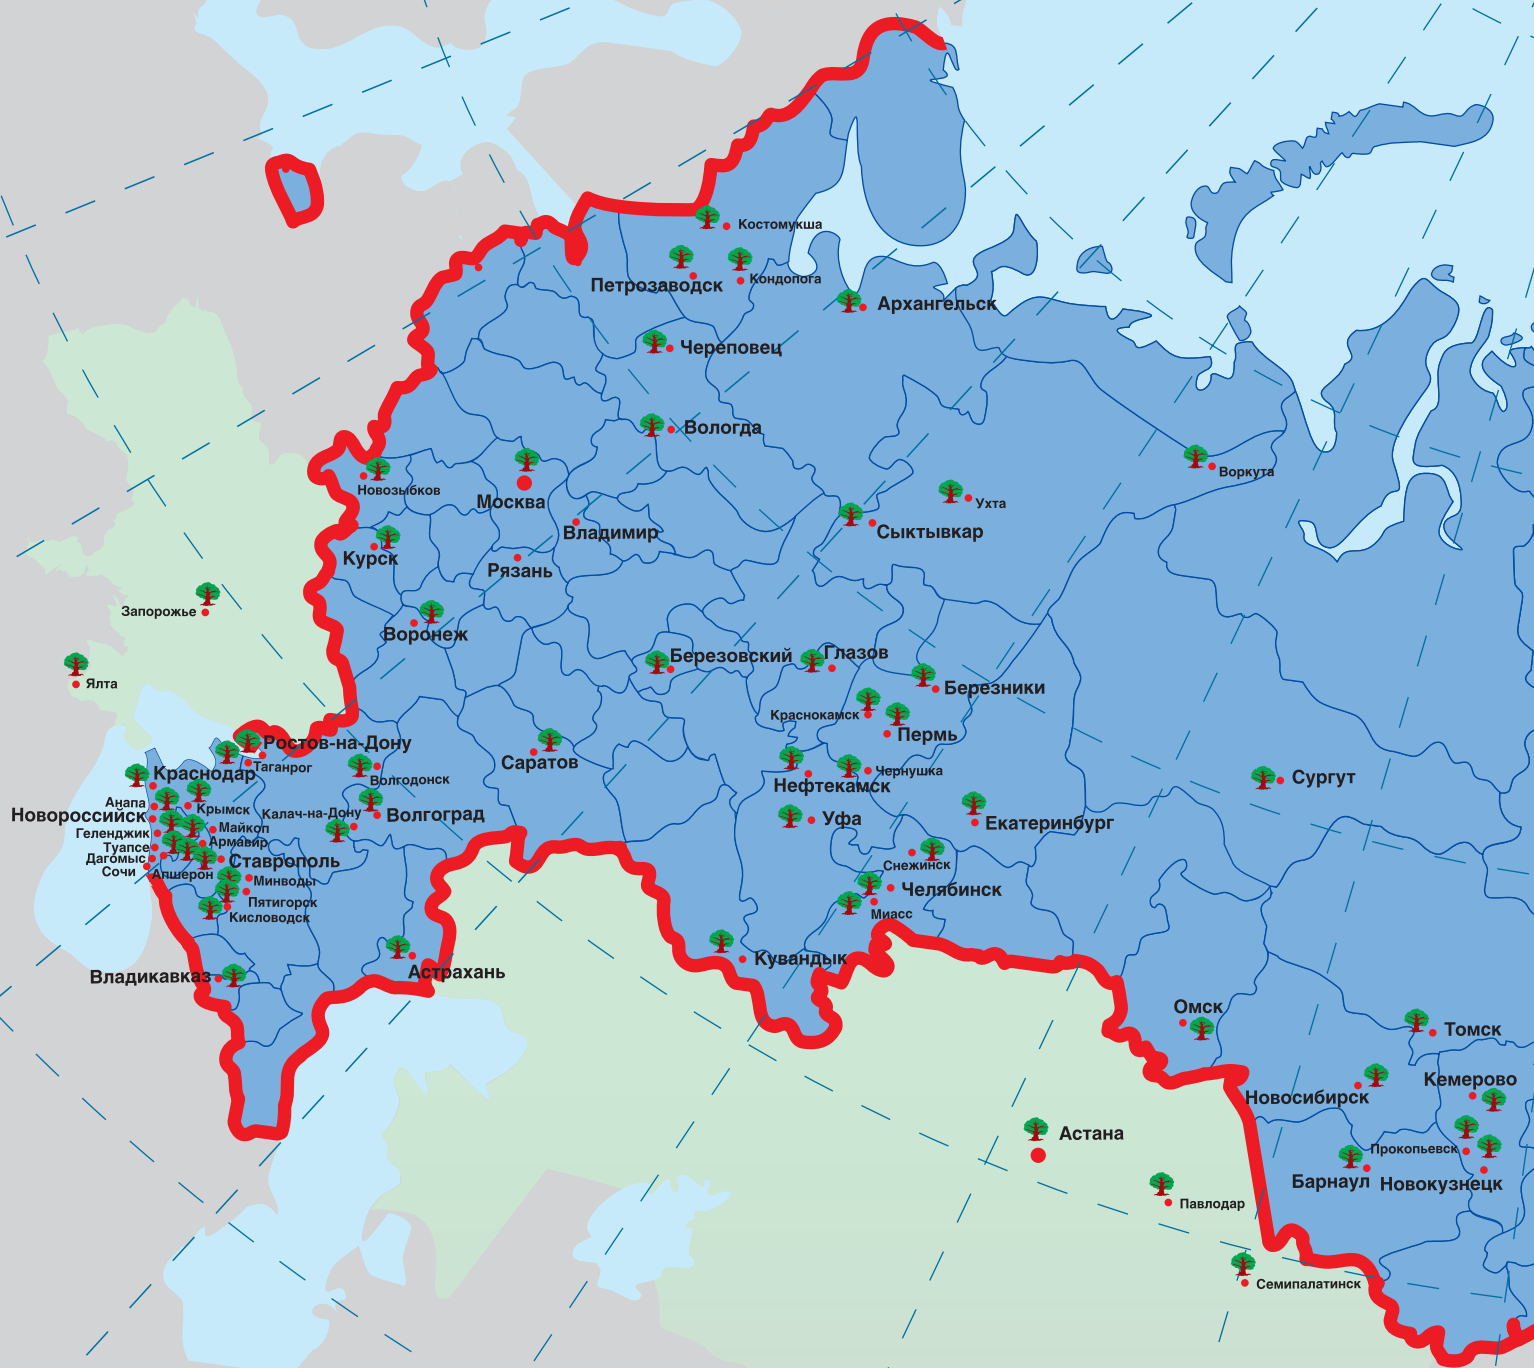 Костомукша
Петрозаводск
Кондопога
Архангельск
Череповец
Вологда
Воркута
Новозыбков
Москва
Ухта
Владимир
Сыктывкар
Курск
Рязань
Запорожье
Воронеж
Березовский
Глазов
Ялта
Березники
Краснокамск
Пермь
Ростов-на-Дону
Таганрог
Саратов
Волгодонск
Краснодар
Чернушка
Нефтекамск
Сургут
Анапа
Крымск
Калач-на-Дону
Волгоград
Новороссийск
Уфа
Екатеринбург
Геленджик
Майкоп
Туапсе
Армавир
Дагомыс
Ставрополь
Снежинск
Сочи
Апшерон
Минводы
Челябинск
Пятигорск
Миасс
Кисловодск
Кувандык
Астрахань
Владикавказ
Омск
Томск
Новосибирск
Кемерово
Астана
Прокопьевск
Барнаул
Новокузнецк
Павлодар
Семипалатинск